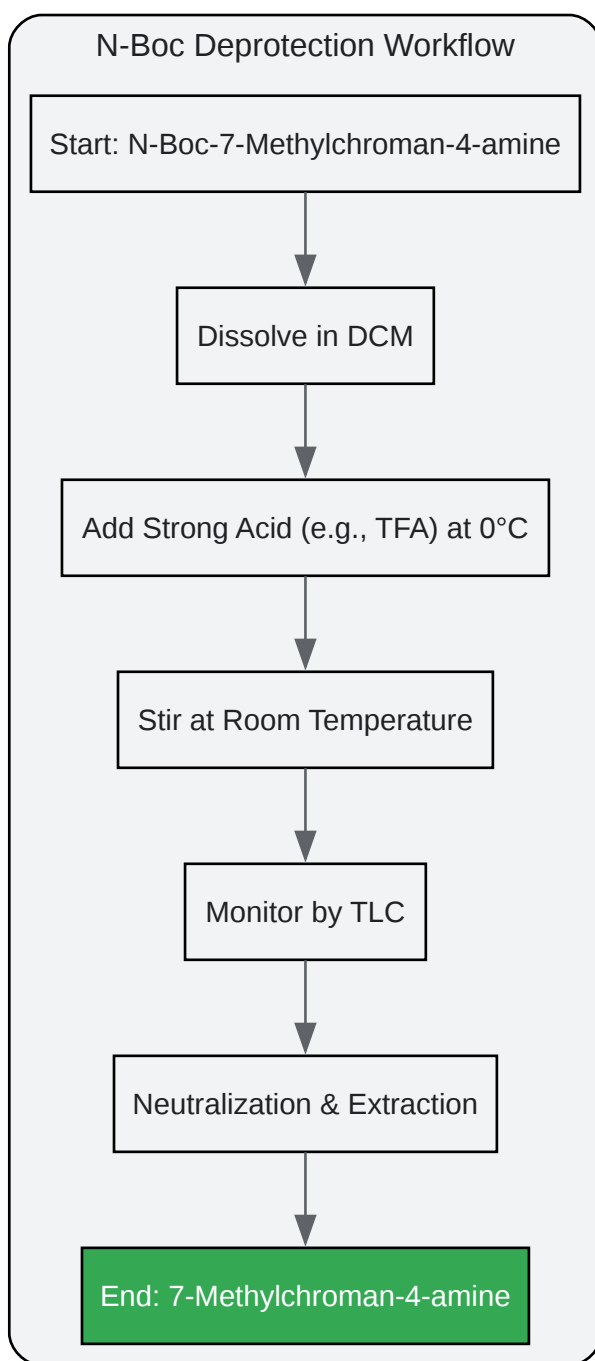 N-Boc Deprotection Workflow
Start: N-Boc-7-Methylchroman-4-amine
Dissolve in DCM
Add Strong Acid (e.g., TFA) at 0°C
Stir at Room Temperature
Monitor by TLC
Neutralization & Extraction
End: 7-Methylchroman-4-amine